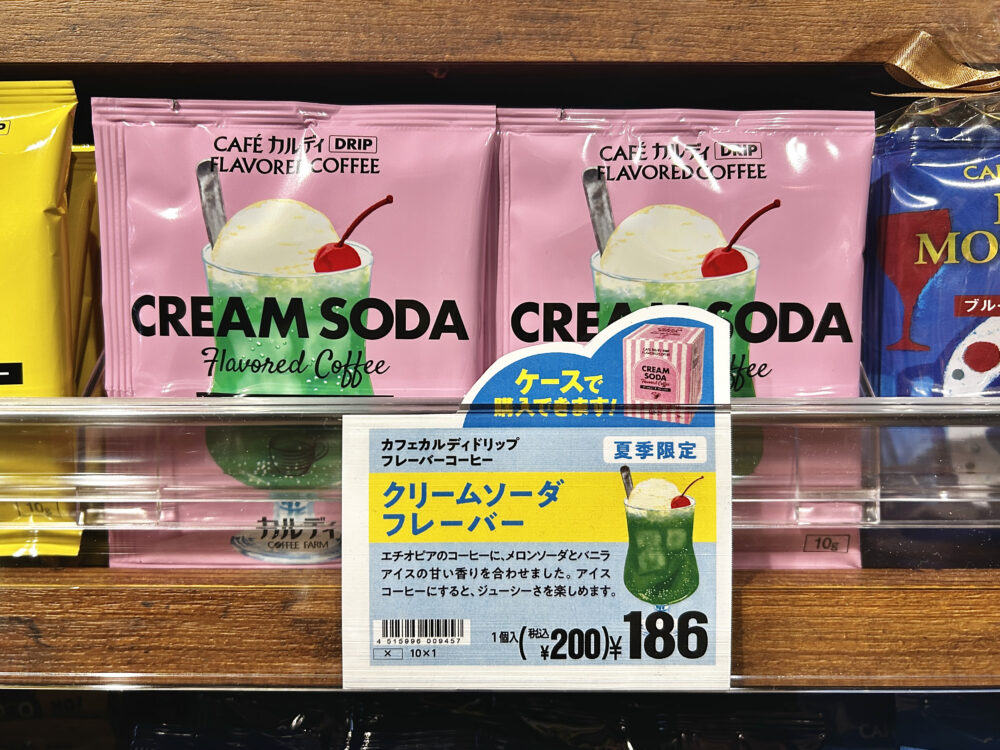 CAFÉ カルディ DRIP
FLAVORED COFFEE
CREAM SODA
Flavored Coffee
カルディ
COFFEE FARM
10g
CAFÉ カルディ DRIP
FLAVORED COFFEE
CREAM SODA
10g
MO
ブル
ケースで
購入できます!
CREAM
SODA
カフェカルディドリップ
フレーバーコーヒー
夏季限定
クリームソーダ
フレーバー
エチオピアのコーヒーに、メロンソーダとバニラ
アイスの甘い香りを合わせました。アイス
コーヒーにすると、ジューシーさを楽しめます。
4 515996 009457
× 10×1
1個入(税込¥200)¥186